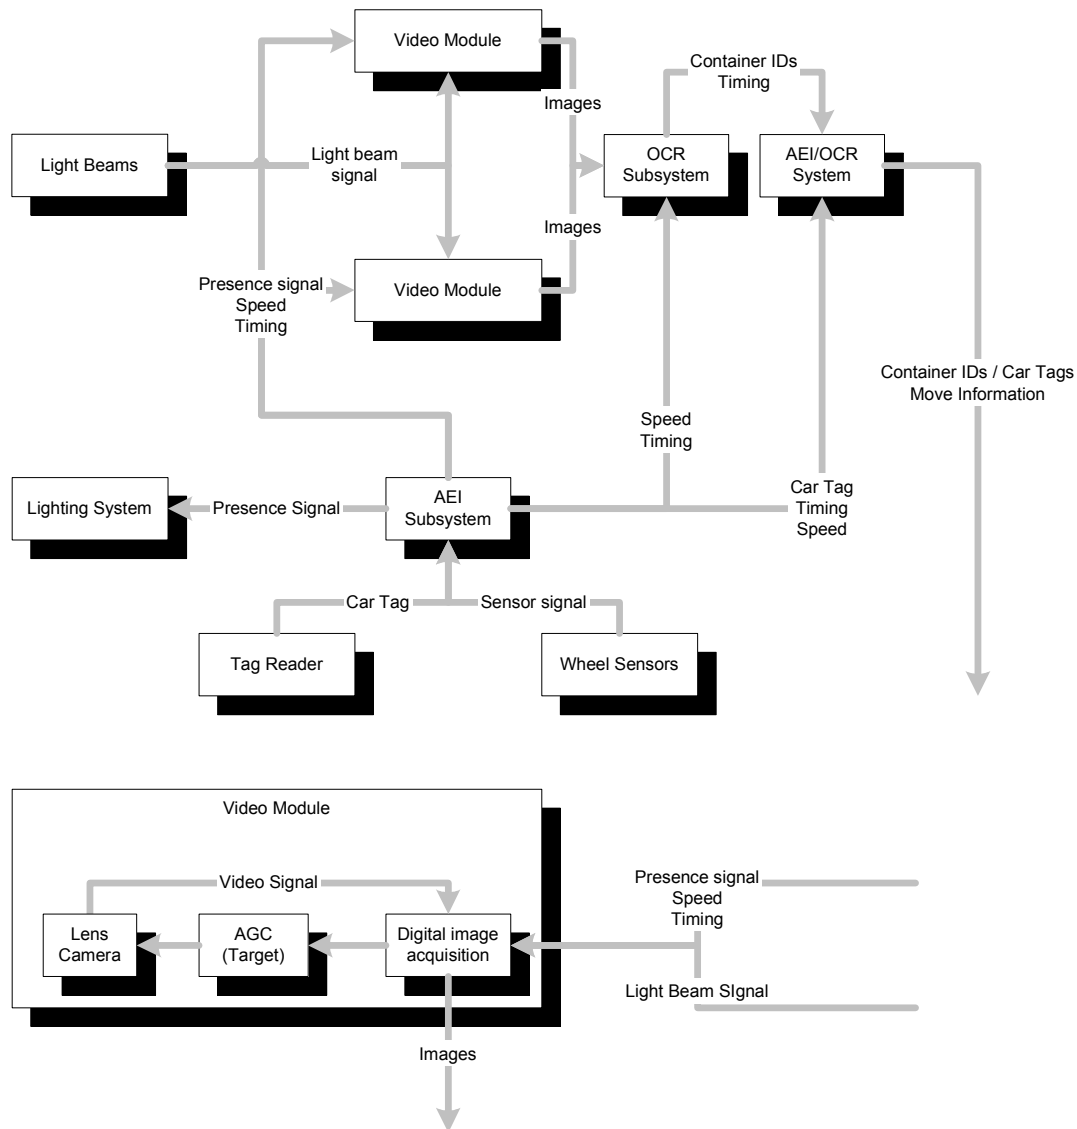 Video Module
Container IDs
Timing
Images
Light Beams
Light beam
signal
OCR
Subsystem
AEI/OCR
System
Images
Presence signal
Speed
Timing
Video Module
Container IDs / Car Tags
Move Information
Speed
Timing
Lighting System
Presence Signal
AEI
Subsystem
Car Tag
Timing
Speed
Car Tag
Sensor signal
Tag Reader
Wheel Sensors
Video Module
Video Signal
Presence signal
Speed
Timing
Lens
Camera
AGC
(Target)
Digital image
acquisition
Light Beam SIgnal
Images